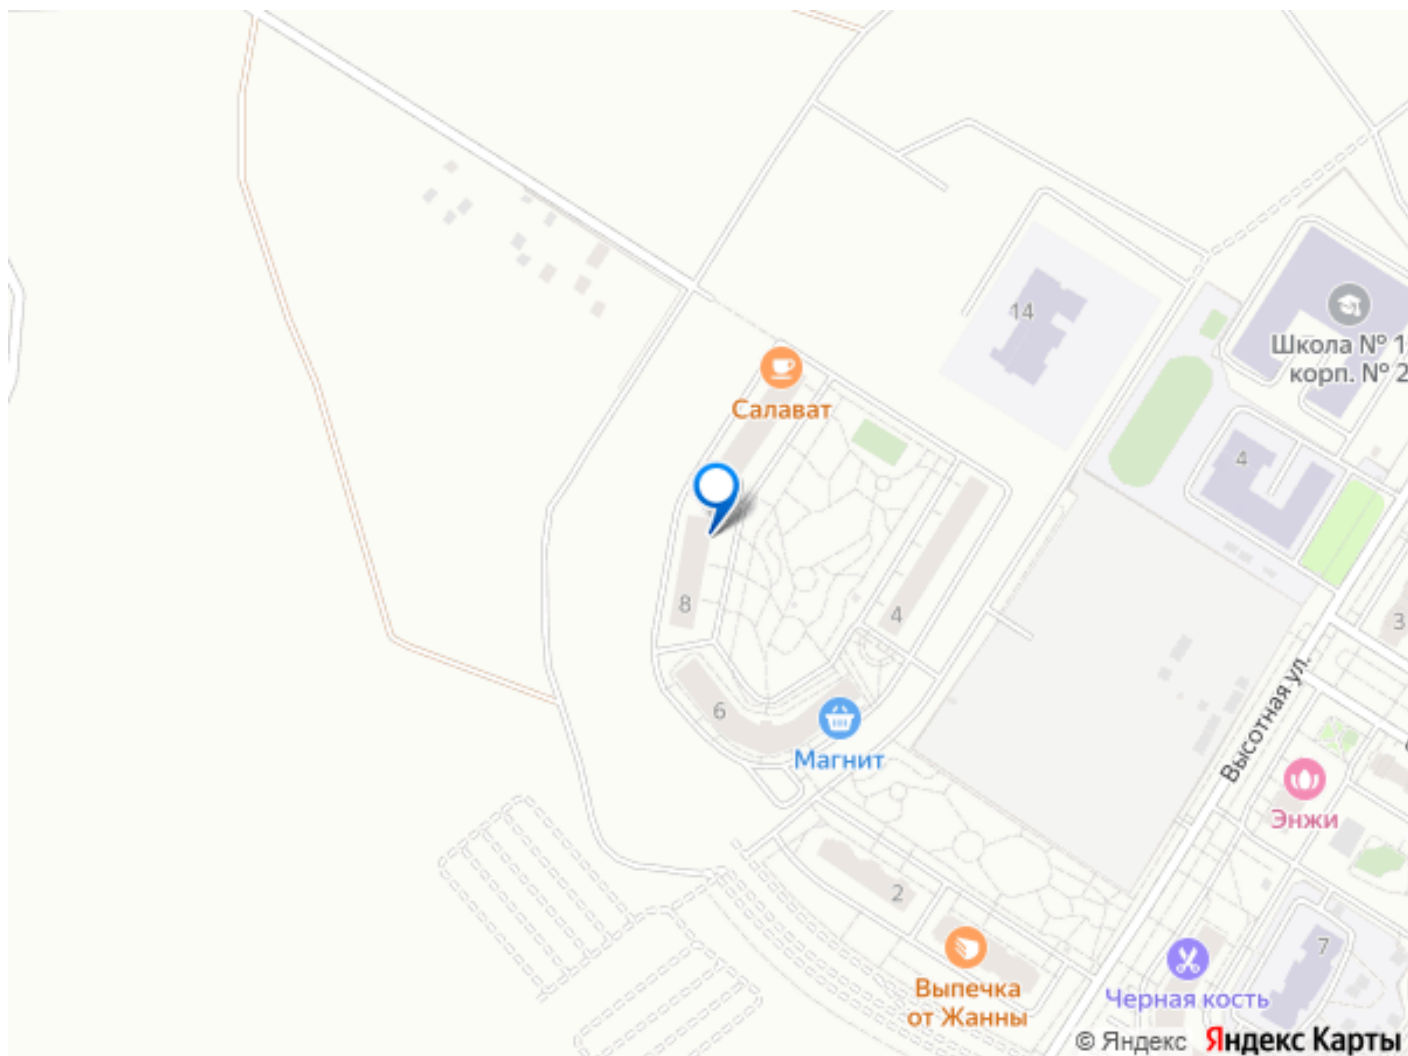 14
Школа № 1
корп. № 2
Салават
4
8
4
3
6
Высотная ул.
Магнит
Энжи
2
7
Выпечка
от Жанны
Черная кость
© Яндекс Яндекс Карты